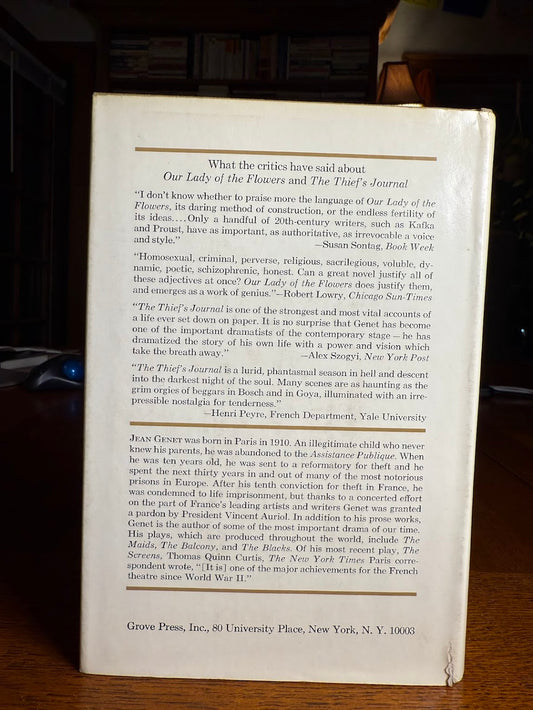 What the critics have said about
Our Lady of the Flowers and The Thief's Journal
"I don't know whether to praise more the language of Our Lady of the
Flowers, its daring method of construction, or the endless fertility of
its ideas....Only a handful of 20th-century writers, such as Kafka
and Proust, have as important, as authoritative, as irrevocable a voice
and style."
—Susan Sontag, Book Week
"Homosexual, criminal, perverse, religious, sacrilegious, voluble, dy-
namic, poetic, schizophrenic, honest. Can a great novel justify all of
these adjectives at once? Our Lady of the Flowers does justify them,
and emerges as a work of genius."—Robert Lowry, Chicago Sun-Times
"The Thief's Journal is one of the strongest and most vital accounts of
a life ever set down on paper. It is no surprise that Genet has become
one of the important dramatists of the contemporary stage—he has
dramatized the story of his own life with a power and vision which
take the breath away."
—Alex Szogyi, New York Post
"The Thief's Journal is a lurid, phantasmal season in hell and descent
into the darkest night of the soul. Many scenes are as haunting as the
grim orgies of beggars in Bosch and in Goya, illuminated with an irre-
pressible nostalgia for tenderness."
—Henri Peyre, French Department, Yale University
JEAN GENET was born in Paris in 1910. An illegitimate child who never
knew his parents, he was abandoned to the Assistance Publique. When
he was ten years old, he was sent to a reformatory for theft and he
spent the next thirty years in and out of many of the most notorious
prisons in Europe. After his tenth conviction for theft in France, he
was condemned to life imprisonment, but thanks to a concerted effort
on the part of France's leading artists and writers Genet was granted
a pardon by President Vincent Auriol. In addition to his prose works,
Genet is the author of some of the most important drama of our time.
His plays, which are produced throughout the world, include The
Maids, The Balcony, and The Blacks. Of his most recent play, The
Screens, Thomas Quinn Curtis, The New York Times Paris corre-
spondent wrote, "[It is] one of the major achievements for the French
theatre since World War II."
Grove Press, Inc., 80 University Place, New York, N. Y. 10003